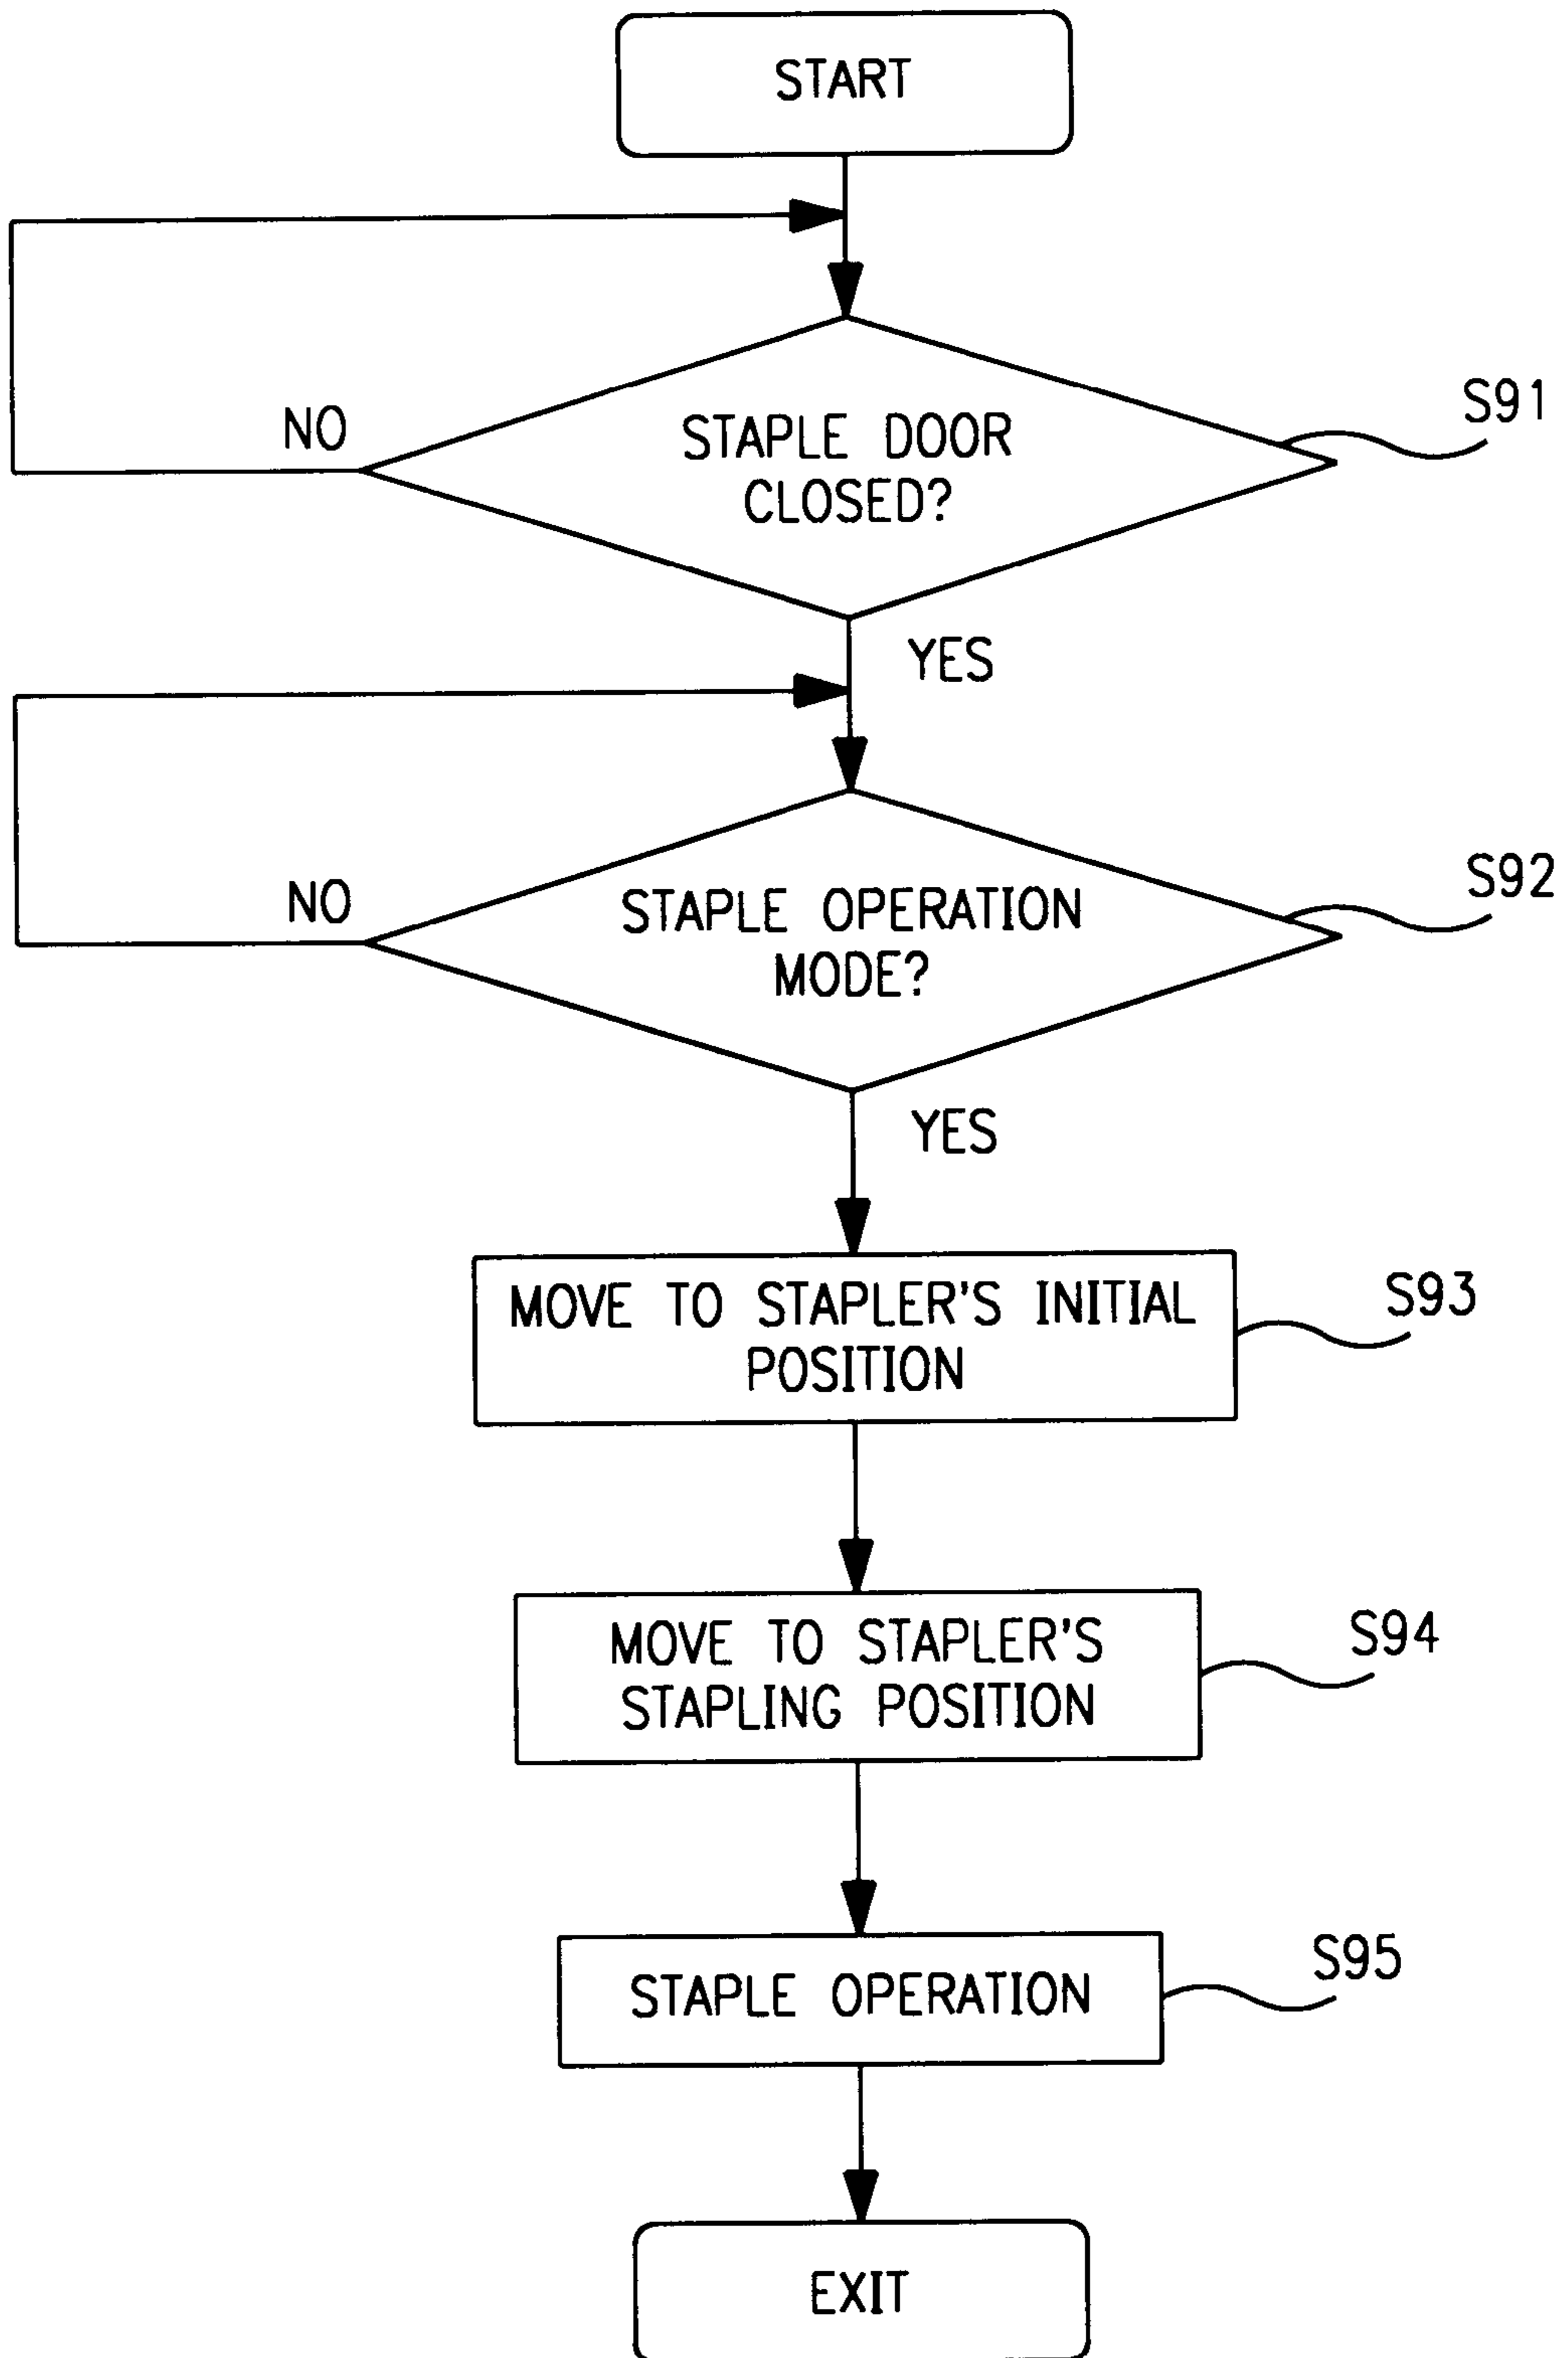 START
NO
STAPLE DOOR
CLOSED?
S91
YES
NO
STAPLE OPERATION
MODE?
S92
YES
MOVE TO STAPLER'S INITIAL
POSITION
S93
MOVE TO STAPLER'S
STAPLING POSITION
S94
STAPLE OPERATION
S95
EXIT